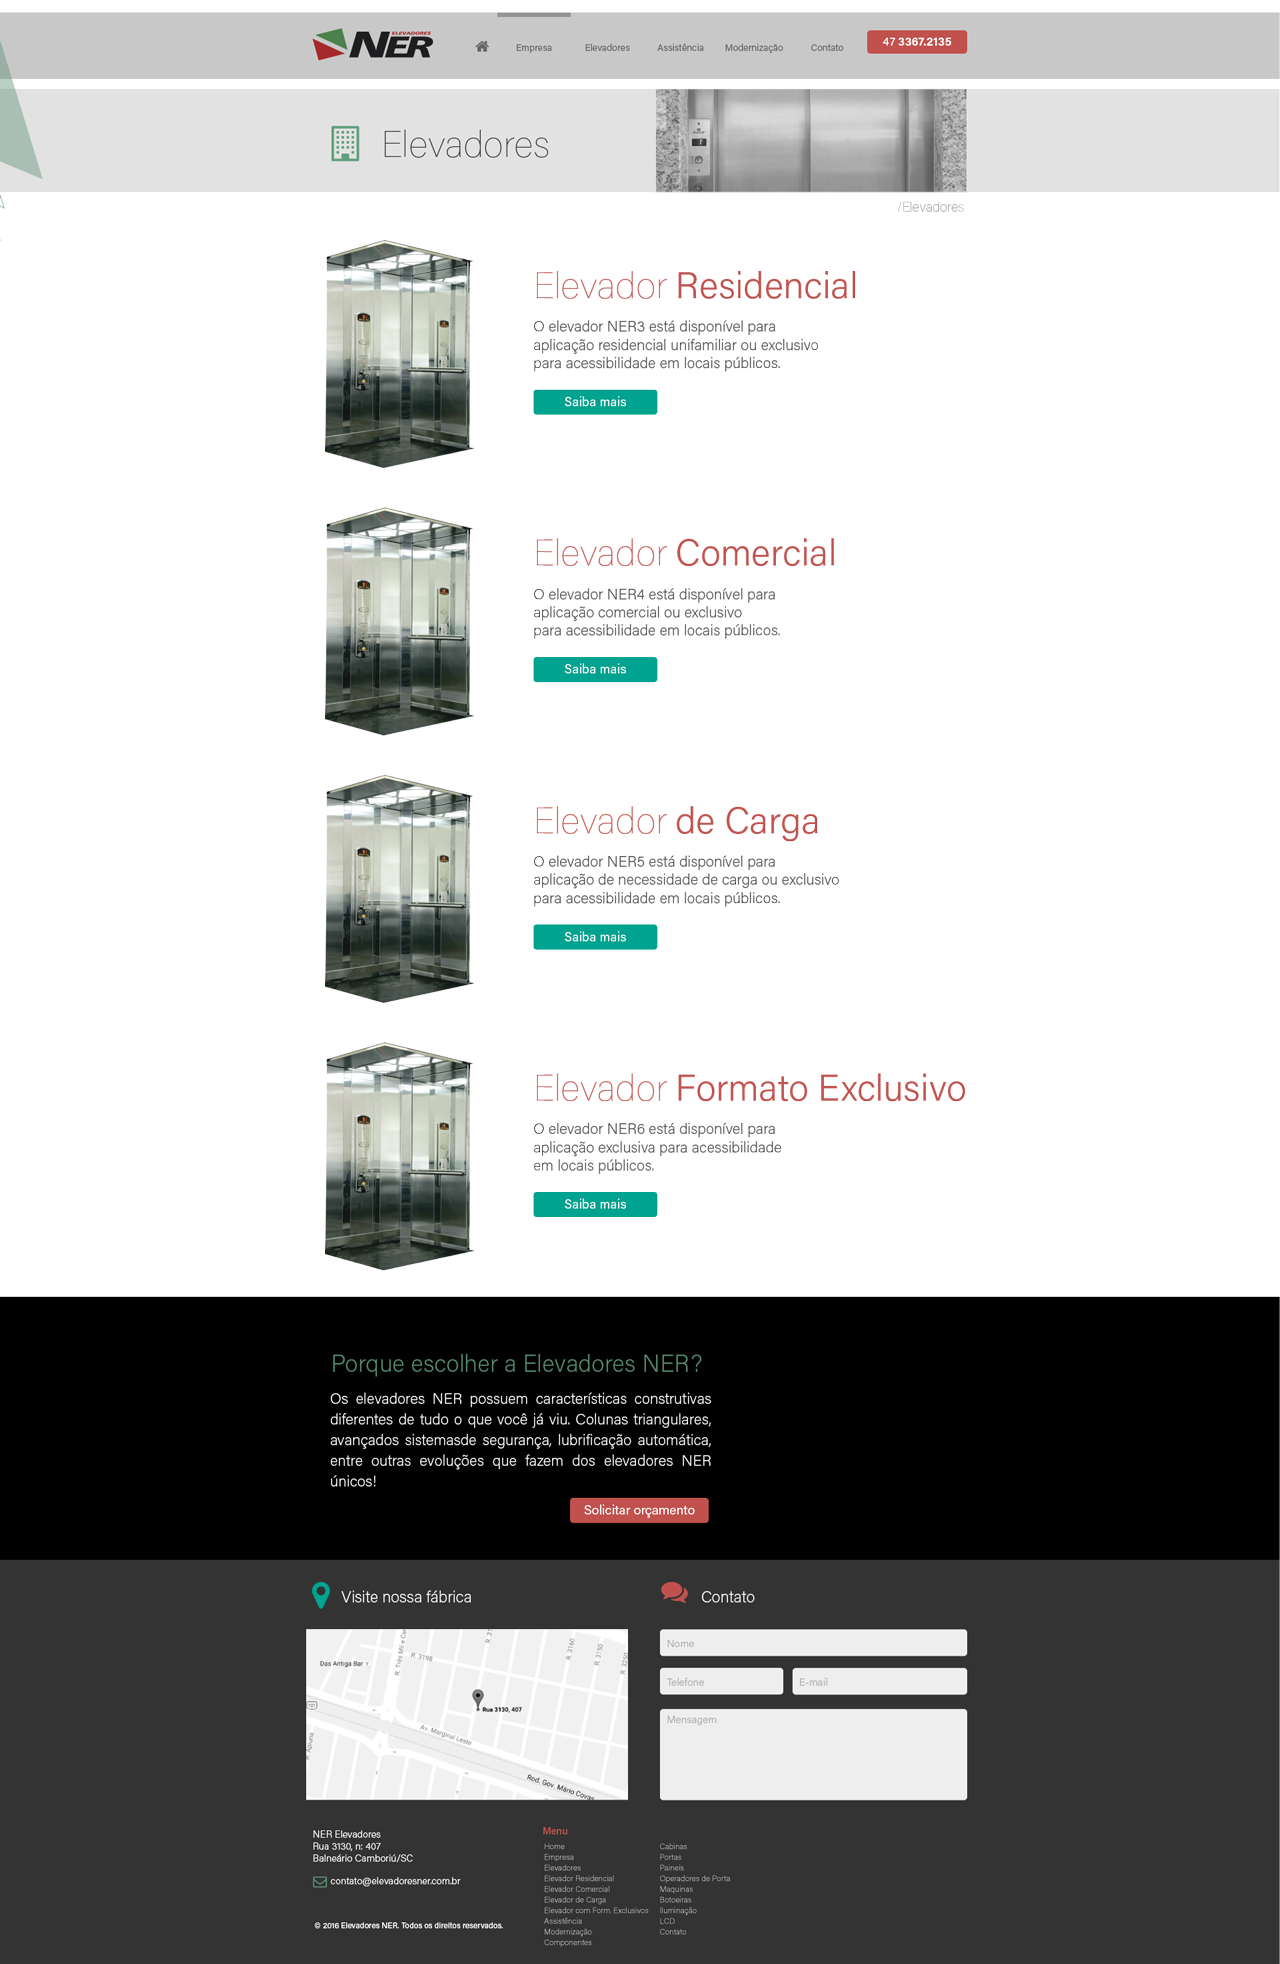 ELEVADORES
NER
Empresa
Elevadores
Assistência
Modernização
Contato
47 3367.2135
Elevadores
/Elevadores
Elevador Residencial
O elevador NER3 está disponível para
aplicação residencial unifamiliar ou exclusivo
para acessibilidade em locais públicos.
Saiba mais
Elevador Comercial
O elevador NER4 está disponível para
aplicação comercial ou exclusivo
para acessibilidade em locais públicos.
Saiba mais
Elevador de Carga
O elevador NER5 está disponível para
aplicação de necessidade de carga ou exclusivo
para acessibilidade em locais públicos.
Saiba mais
Elevador Formato Exclusivo
O elevador NER6 está disponível para
aplicação exclusiva para acessibilidade
em locais públicos.
Saiba mais
Porque escolher a Elevadores NER?
Os elevadores NER possuem características construtivas
diferentes de tudo o que você já viu. Colunas triangulares,
avançados sistemasde segurança, lubrificação automática,
entre outras evoluções que fazem dos elevadores NER
únicos!
Solicitar orçamento
Visite nossa fábrica
Das Antiga Bar
R. Três Mil e Cen
R. 3198
R. 31
R. 3160
R. 3150
R. 3250
101
Rua 3130, 407
R. Apiuna
Av. Marginal Leste
Rod. Gov. Mário Covas
Contato
Nome
Telefone
E-mail
Mensagem
NER Elevadores
Rua 3130, n: 407
Balneário Camboriú/SC
contato@elevadoresner.com.br
© 2016 Elevadores NER. Todos os direitos reservados.
Menu
Home
Empresa
Elevadores
Elevador Residencial
Elevador Comercial
Elevador de Carga
Elevador com Form. Exclusivos
Assistência
Modernização
Componentes
Cabinas
Portas
Paineis
Operadores de Porta
Maquinas
Botoeiras
Iluminação
LCD
Contato